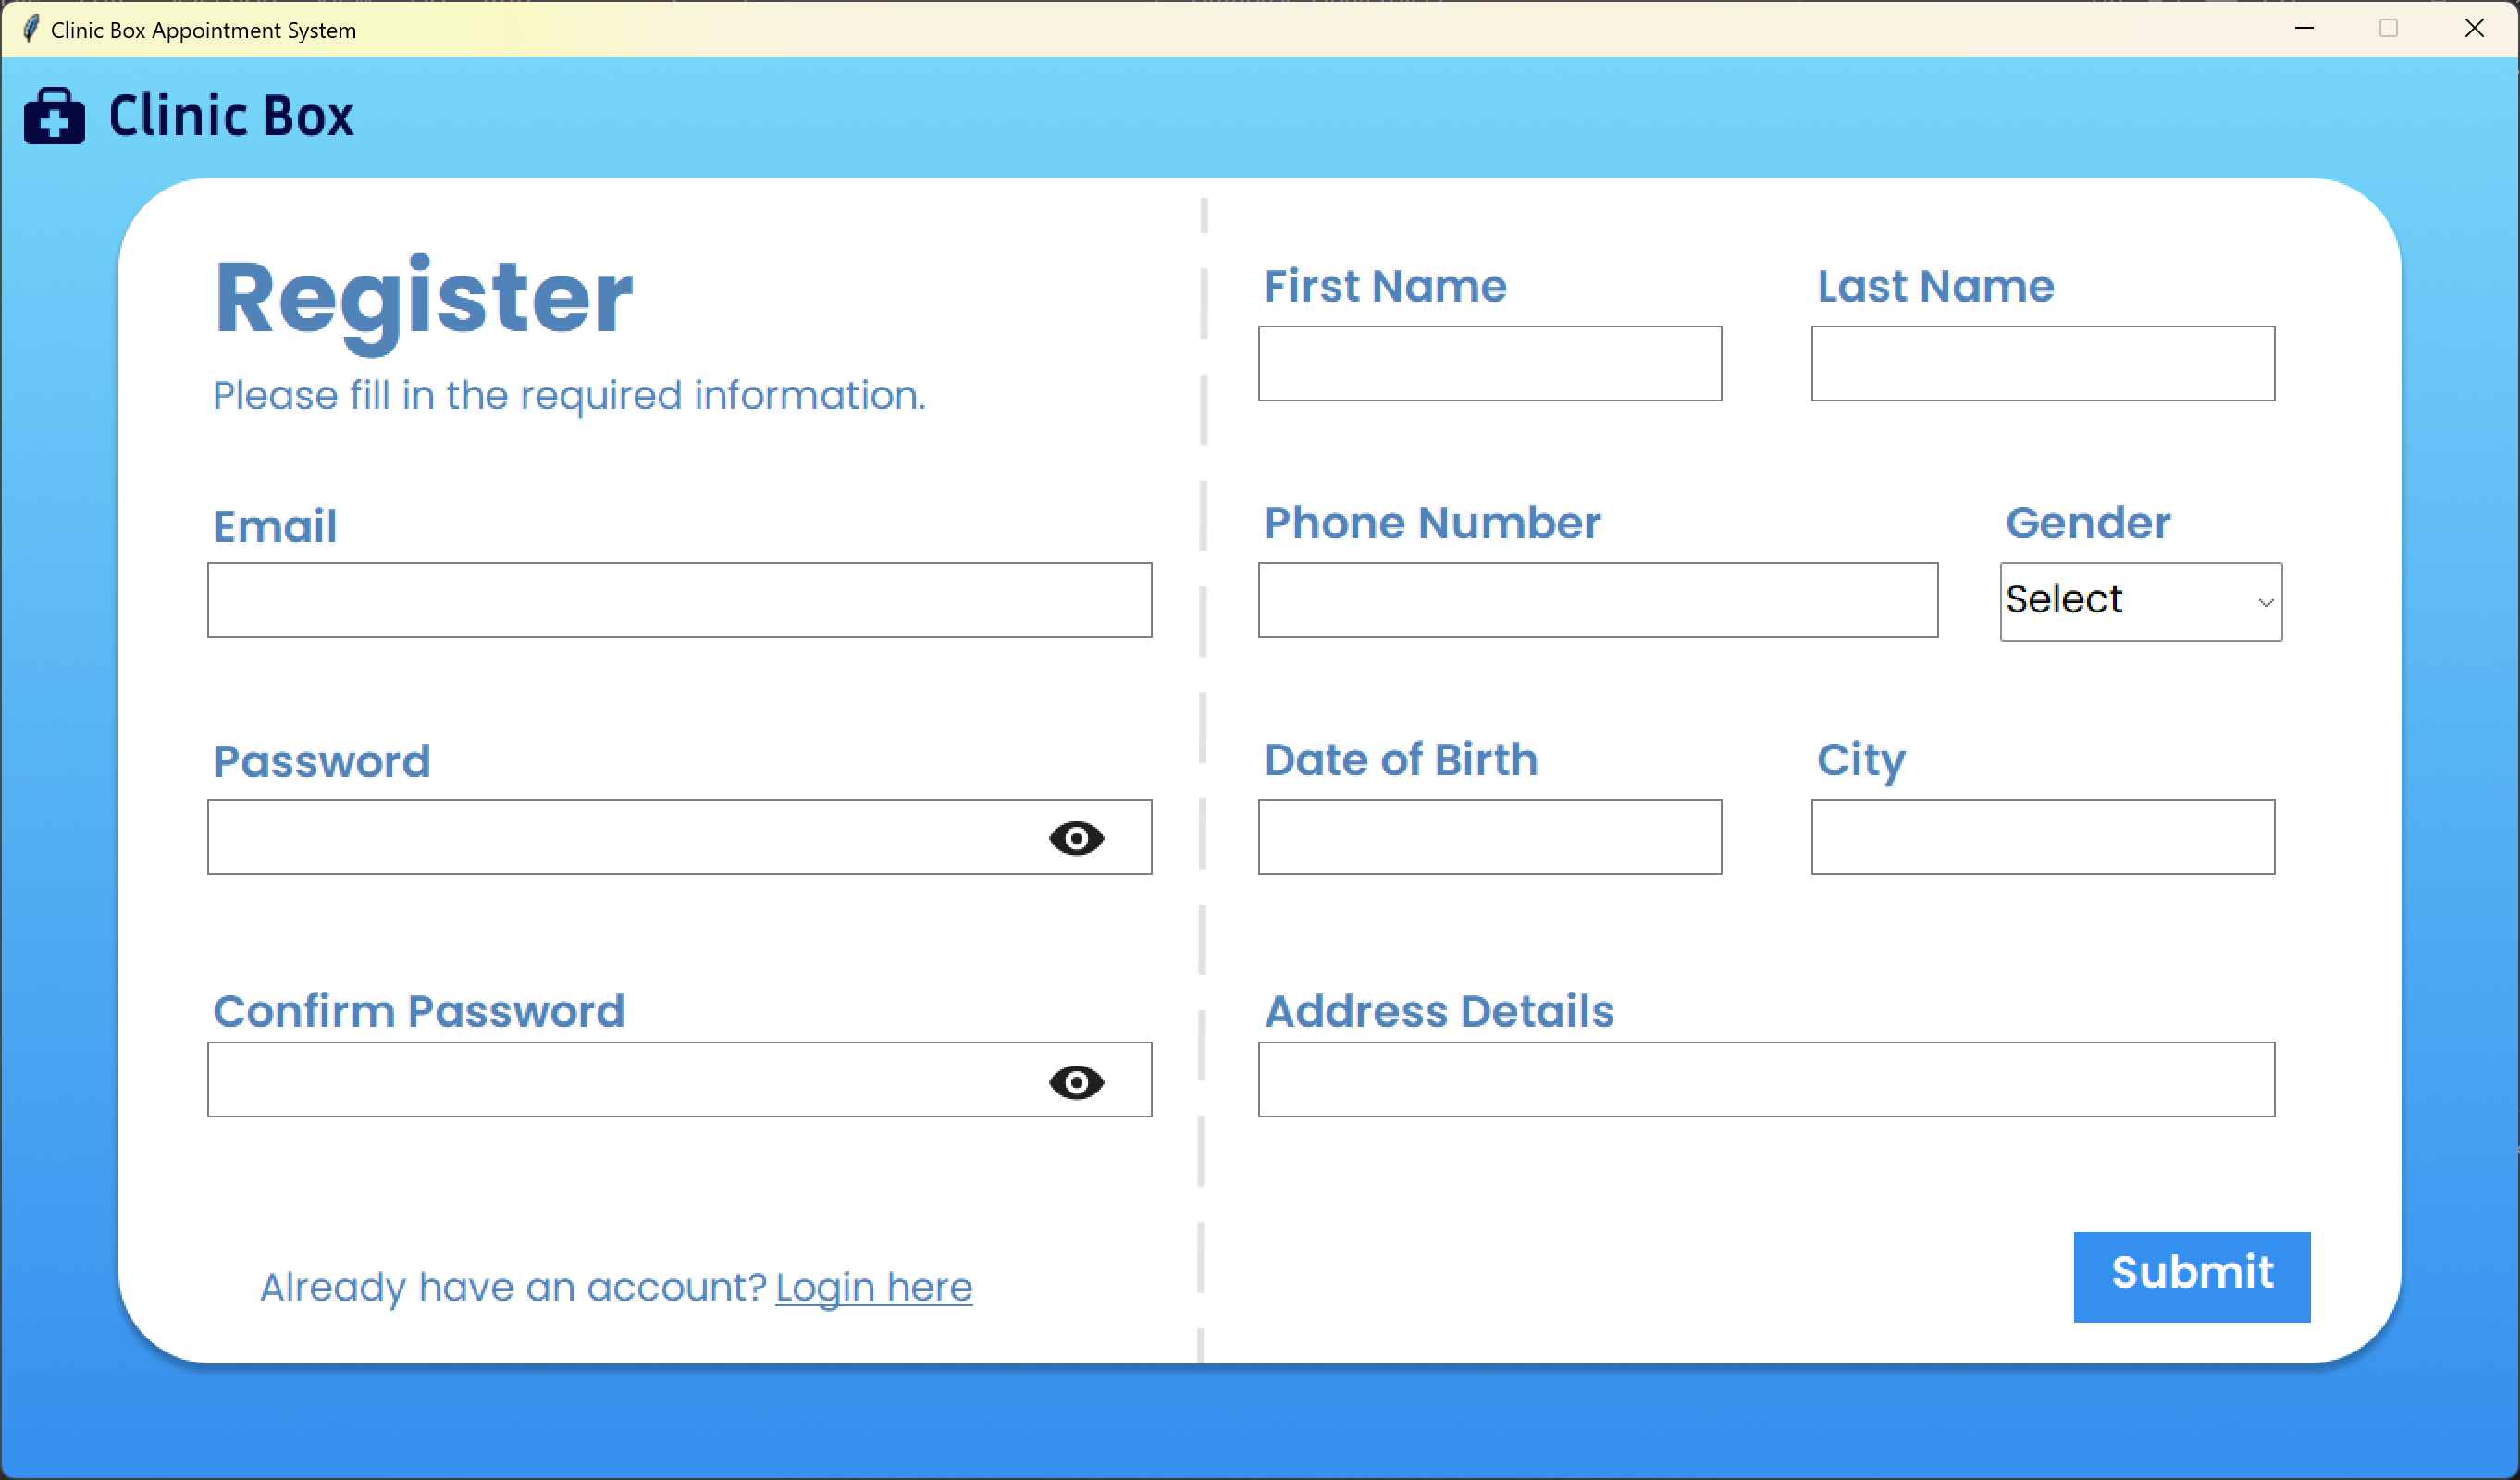 Clinic Box Appointment System
Clinic Box
Register
Please fill in the required information.
Email
Password
Confirm Password
Already have an account? Login here
First Name
Last Name
Phone Number
Gender
Select
Date of Birth
City
Address Details
Submit